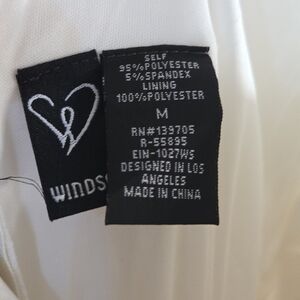 SELF
95%POLYESTER
5%SPANDEX
LINING
100%POLYESTER
M
RN#139705
R-55895
EIN-1027WS
DESIGNED IN LOS
ANGELES
MADE IN CHINA
WINDS